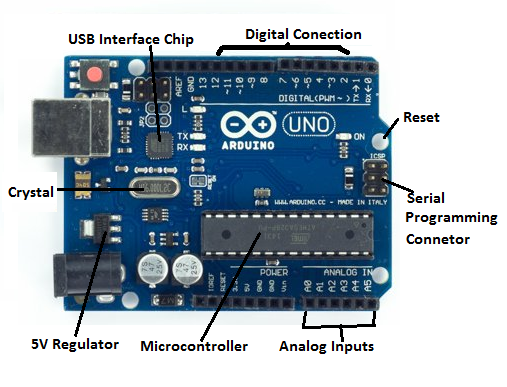 USB Interface Chip
Digital Conection
AREF
GND
13
12
~11
~10
~9
8
7
~6
~5
4
~3
2
TX→1
RX←0
DIGITAL(PWM~)
JP2
L
TX
RX
ARDUINO
UNO
ON
Reset
ICSP
Crystal
WWW.ARDUINO.CC - MADE IN ITALY
Serial
Programming
Connetor
POWER
ANALOG IN
IOREF
RESET
5V
GND
GND
Vin
A0
A1
A2
A3
A4
A5
5V Regulator
Microcontroller
Analog Inputs